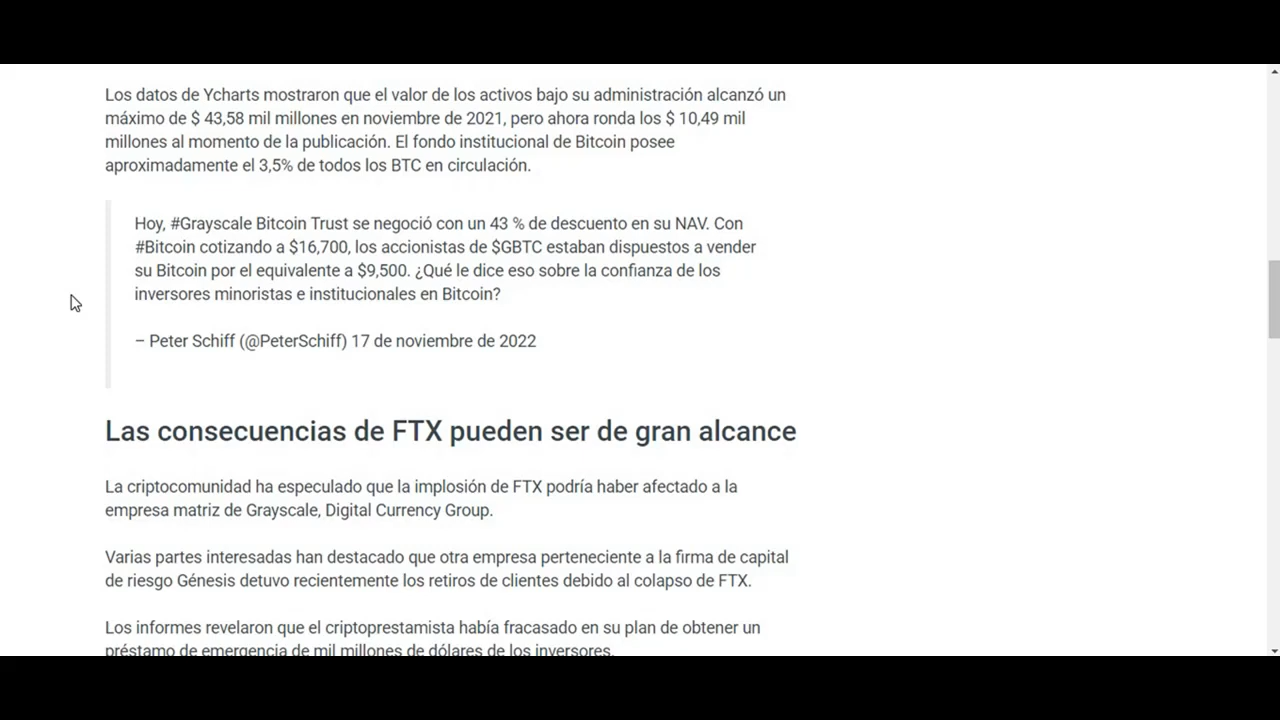 Los datos de Ycharts mostraron que el valor de los activos bajo su administración alcanzó un
máximo de $ 43,58 mil millones en noviembre de 2021, pero ahora ronda los $ 10,49 mil
millones al momento de la publicación. El fondo institucional de Bitcoin posee
aproximadamente el 3,5% de todos los BTC en circulación.
Hoy, #Grayscale Bitcoin Trust se negoció con un 43 % de descuento en su NAV. Con
#Bitcoin cotizando a $16,700, los accionistas de $GBTC estaban dispuestos a vender
su Bitcoin por el equivalente a $9,500. ¿Qué le dice eso sobre la confianza de los
inversores minoristas e institucionales en Bitcoin?
– Peter Schiff (@PeterSchiff) 17 de noviembre de 2022
Las consecuencias de FTX pueden ser de gran alcance
La criptocomunidad ha especulado que la implosión de FTX podría haber afectado a la
empresa matriz de Grayscale, Digital Currency Group.
Varias partes interesadas han destacado que otra empresa perteneciente a la firma de capital
de riesgo Génesis detuvo recientemente los retiros de clientes debido al colapso de FTX.
Los informes revelaron que el criptoprestamista había fracasado en su plan de obtener un
préstamo de emergencia de mil millones de dólares de los inversores.